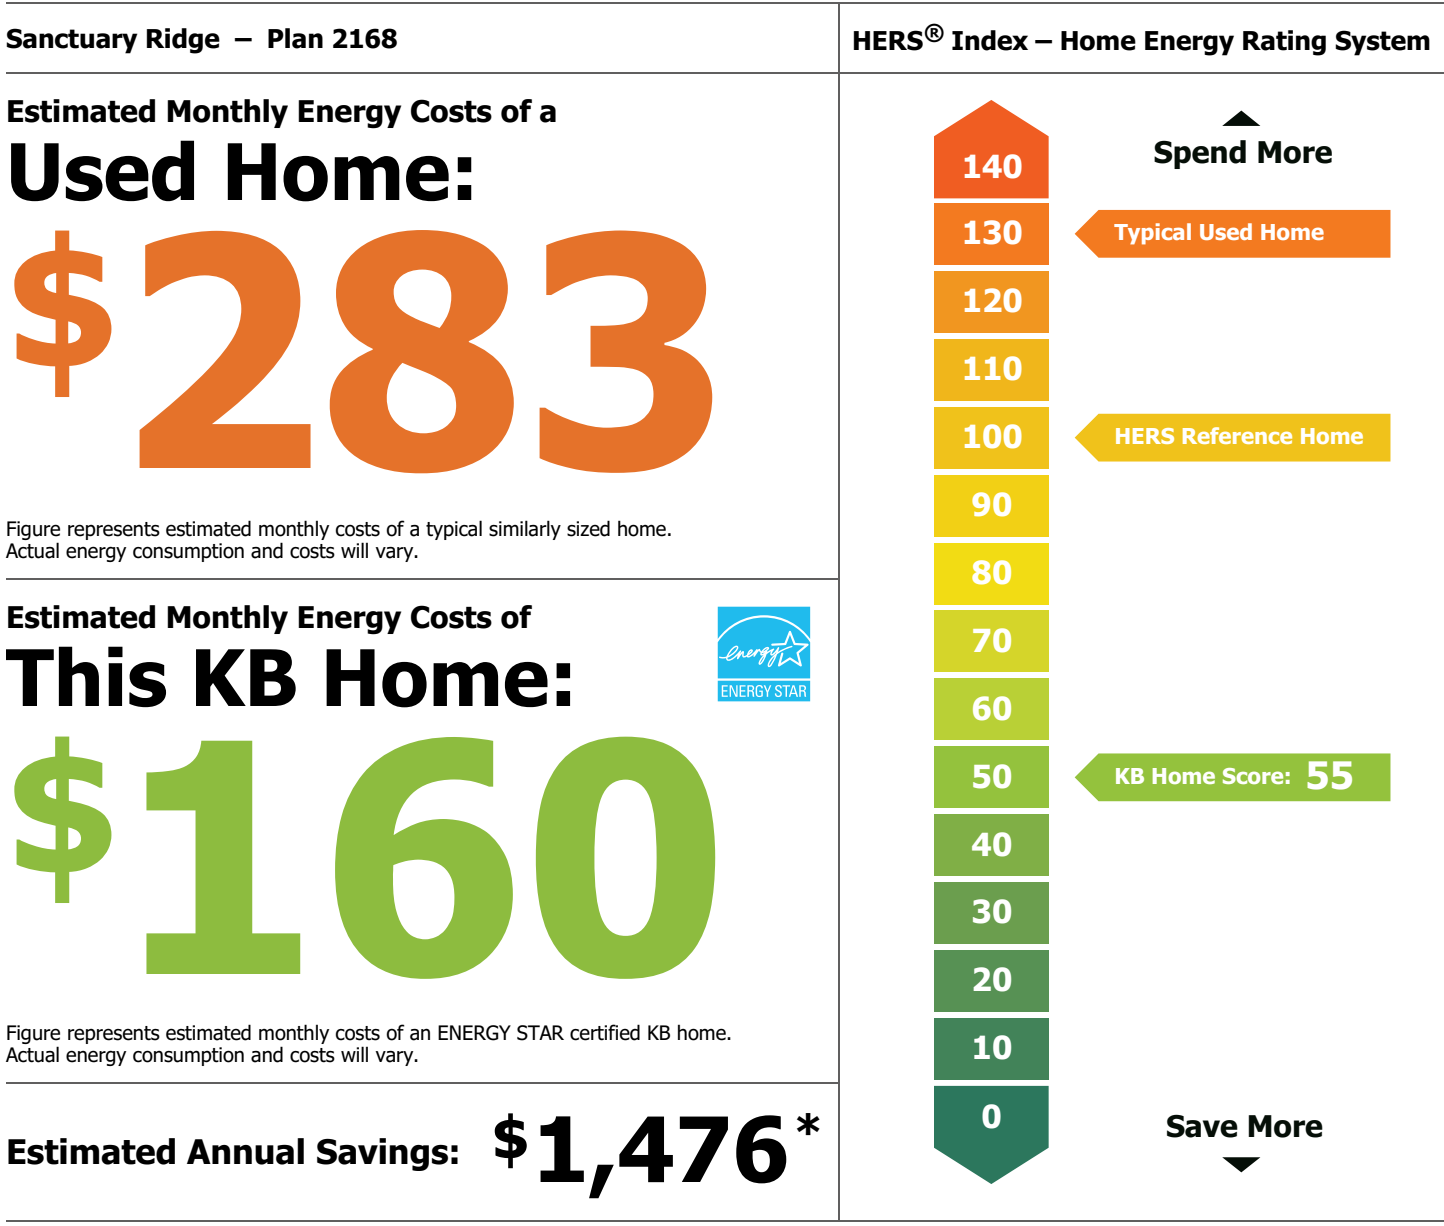 Sanctuary Ridge – Plan 2168
Estimated Monthly Energy Costs of a
Used Home:
$283
Figure represents estimated monthly costs of a typical similarly sized home.
Actual energy consumption and costs will vary.
Estimated Monthly Energy Costs of
This KB Home:
energy
ENERGY STAR
$160
Figure represents estimated monthly costs of an ENERGY STAR certified KB home.
Actual energy consumption and costs will vary.
Estimated Annual Savings: $1,476*
HERS® Index – Home Energy Rating System
Spend More
140
130 Typical Used Home
120
110
100 HERS Reference Home
90
80
70
60
50 KB Home Score: 55
40
30
20
10
0
Save More